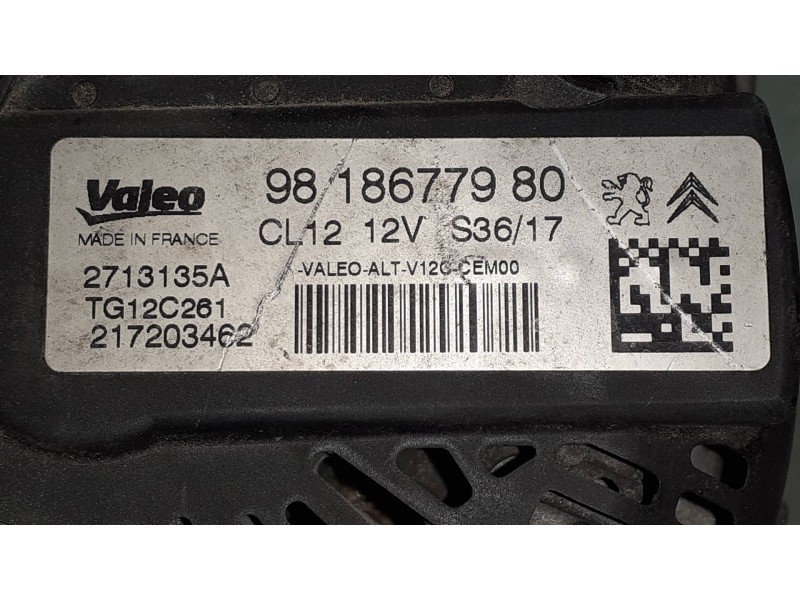 Valeo
MADE IN FRANCE
98 186779 80
CL12 12V S36/17
2713135A
TG12C261
217203462
-VALEO-ALT-V12C-CEM00